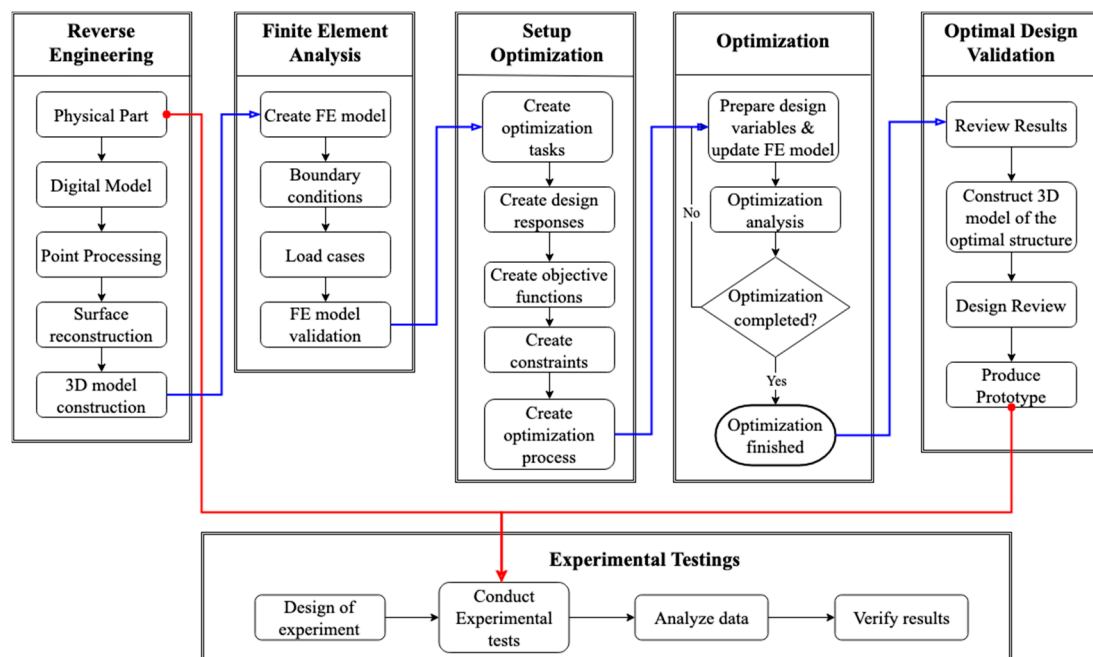 Reverse
Engineering
Physical Part
Digital Model
Point Processing
Surface
reconstruction
3D model
construction
Finite Element
Analysis
Create FE model
Boundary
conditions
Load cases
FE model
validation
Setup
Optimization
Create
optimization
tasks
Create design
responses
Create objective
functions
Create
constraints
Create
optimization
process
Optimization
Prepare design
variables &
update FE model
Optimization
analysis
No
Optimization
completed?
Yes
Optimization
finished
Optimal Design
Validation
Review Results
Construct 3D
model of the
optimal structure
Design Review
Produce
Prototype
Experimental Testings
Design of
experiment
Conduct
Experimental
tests
Analyze data
Verify results